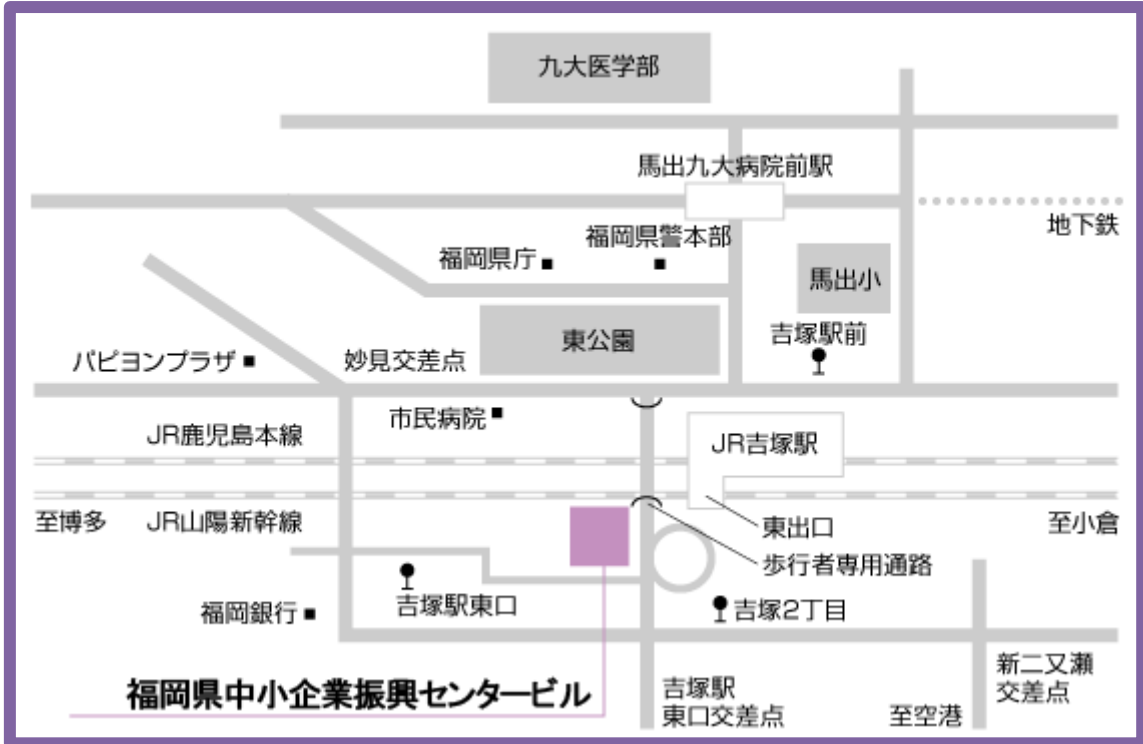 九大医学部
馬出九大病院前駅
地下鉄
福岡県警本部
福岡県庁
馬出小
東公園
吉塚駅前
パピヨンプラザ
妙見交差点
市民病院
JR鹿児島本線
JR吉塚駅
至博多
JR山陽新幹線
東出口
至小倉
歩行者専用通路
吉塚駅東口
吉塚2丁目
福岡銀行
新二又瀬
交差点
福岡県中小企業振興センタービル
吉塚駅
東口交差点
至空港